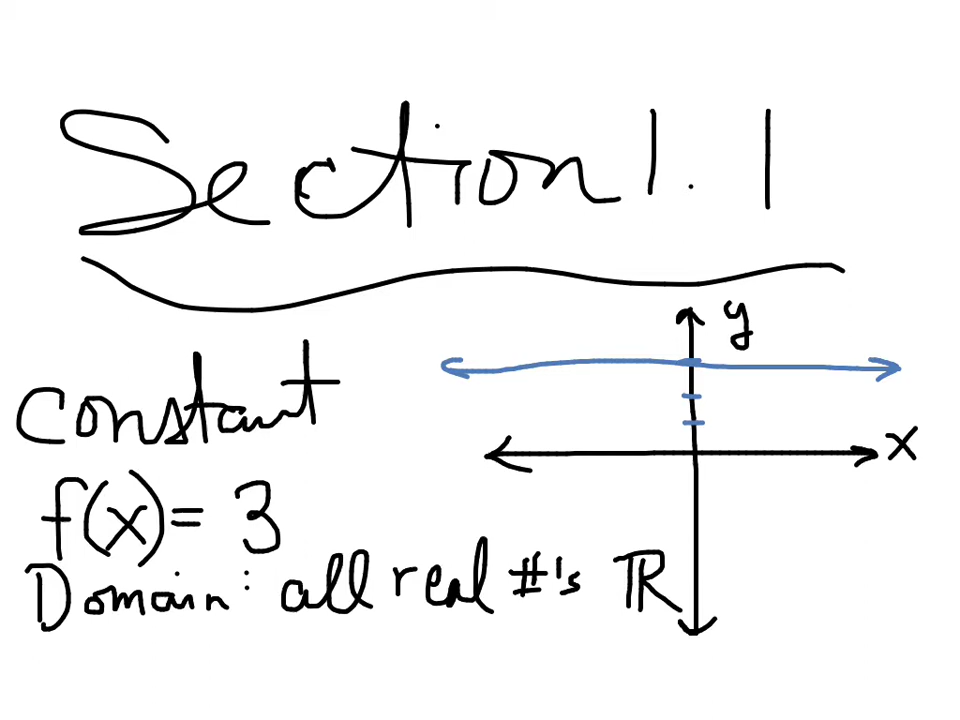 Section 1.1
y
constant
x
f(x) = 3
Domain: all real #'s ℝ